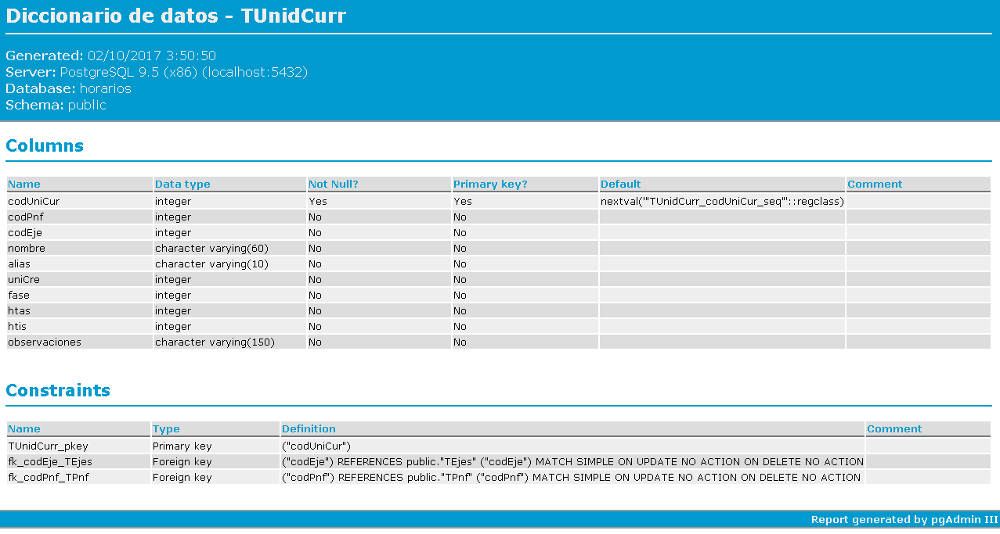 Diccionario de datos - TUnidCurr
Generated: 02/10/2017 3:50:50
Server: PostgreSQL 9.5 (x86) (localhost:5432)
Database: horarios
Schema: public
Columns
Name Data type Not Null? Primary key? Default Comment
codUniCur integer Yes Yes nextval('"TUnidCurr_codUniCur_seq"'::regclass)
codPnf integer No No
codEje integer No No
nombre character varying(60) No No
alias character varying(10) No No
uniCre integer No No
fase integer No No
htas integer No No
htis integer No No
observaciones character varying(150) No No
Constraints
Name Type Definition Comment
TUnidCurr_pkey Primary key ("codUniCur")
fk_codEje_TEjes Foreign key ("codEje") REFERENCES public."TEjes" ("codEje") MATCH SIMPLE ON UPDATE NO ACTION ON DELETE NO ACTION
fk_codPnf_TPnf Foreign key ("codPnf") REFERENCES public."TPnf" ("codPnf") MATCH SIMPLE ON UPDATE NO ACTION ON DELETE NO ACTION
Report generated by pgAdmin III